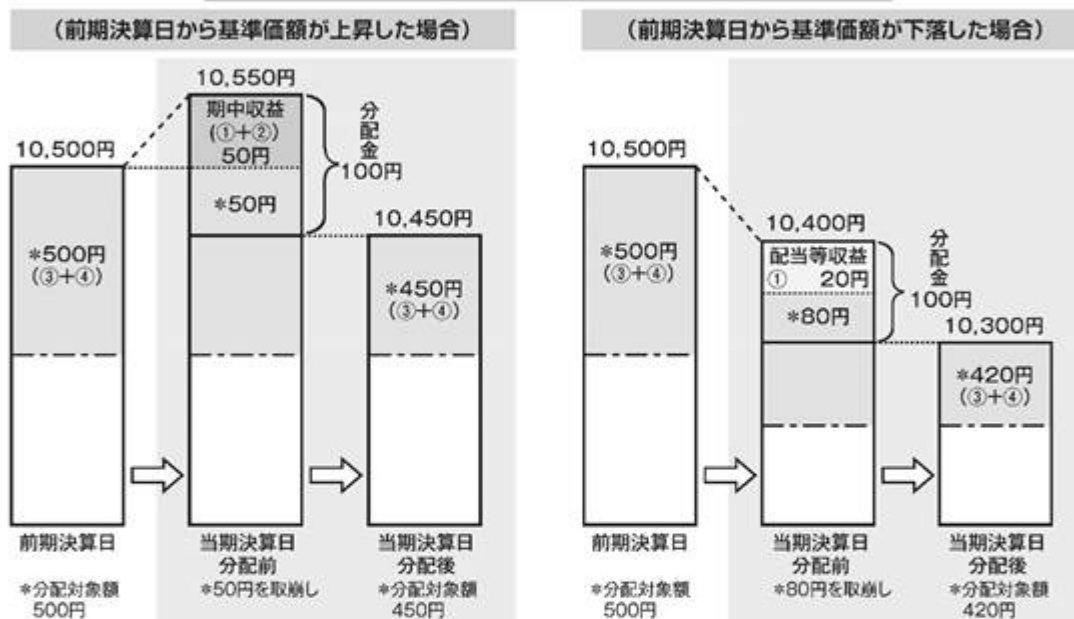 （前期決算日から基準価額が上昇した場合）
10,550円
期中収益
（①＋②）
50円
＊50円
分配金
100円
10,500円
＊500円
（③＋④）
10,450円
＊450円
（③＋④）
前期決算日
＊分配対象額
500円
当期決算日
分配前
＊50円を取崩し
当期決算日
分配後
＊分配対象額
450円
（前期決算日から基準価額が下落した場合）
10,500円
＊500円
（③＋④）
10,400円
配当等収益
① 20円
＊80円
分配金
100円
10,300円
＊420円
（③＋④）
前期決算日
＊分配対象額
500円
当期決算日
分配前
＊80円を取崩し
当期決算日
分配後
＊分配対象額
420円